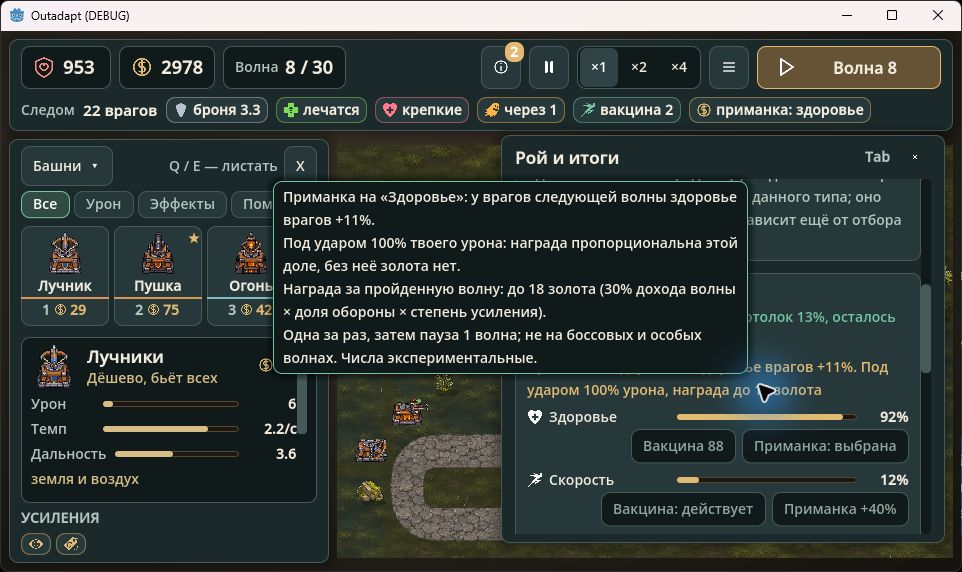 Outadapt (DEBUG)
953
2978
Волна 8 / 30
2
×1
×2
×4
Волна 8
Следом 22 врагов
броня 3.3
лечатся
крепкие
через 1
вакцина 2
приманка: здоровье
Башни
Q / E — листать
X
Все
Урон
Эффекты
Пом
Лучник
Пушка
Огонь
1 29
2 75
3 42
Лучники
Дёшево, бьёт всех
Урон 6
Темп 2.2/с
Дальность 3.6
земля и воздух
УСИЛЕНИЯ
Рой и итоги
Tab
данного типа; оно
ависит ещё от отбора
Приманка на «Здоровье»: у врагов следующей волны здоровье
врагов +11%.
Под ударом 100% твоего урона: награда пропорциональна этой
доле, без неё золота нет.
Награда за пройденную волну: до 18 золота (30% дохода волны
× доля обороны × степень усиления).
Одна за раз, затем пауза 1 волна; не на боссовых и особых
волнах. Числа экспериментальные.
отолок 13%, осталось
ье врагов +11%. Под
ударом 100% урона, награда до золота
Здоровье 92%
Вакцина 88
Приманка: выбрана
Скорость 12%
Вакцина: действует
Приманка +40%